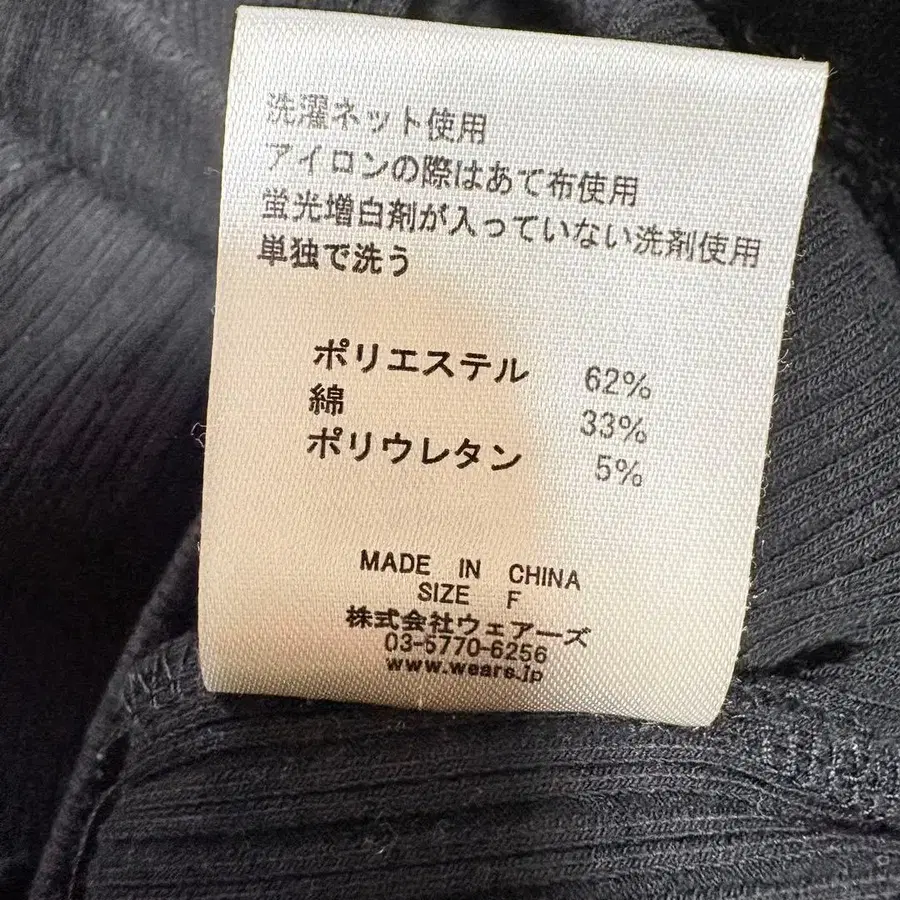 洗濯ネット使用
アイロンの際はあて布使用
蛍光増白剤が入っていない洗剤使用
単独で洗う
ポリエステル 62%
綿 33%
ポリウレタン 5%
MADE IN CHINA
SIZE F
株式会社ウェアーズ
03-5770-6256
www.wears.jp